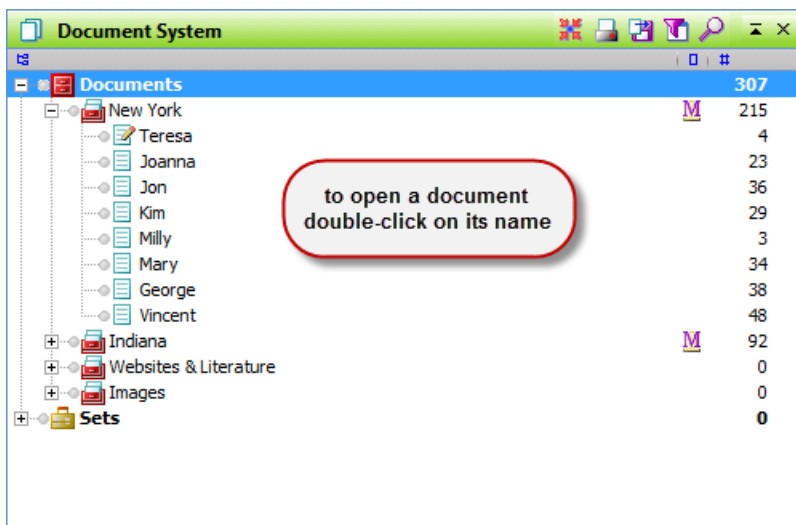 Document System
#
Documents 307
New York M 215
Teresa 4
Joanna 23
Jon 36
Kim 29
Milly 3
Mary 34
George 38
Vincent 48
to open a document
double-click on its name
Indiana M 92
Websites & Literature 0
Images 0
Sets 0